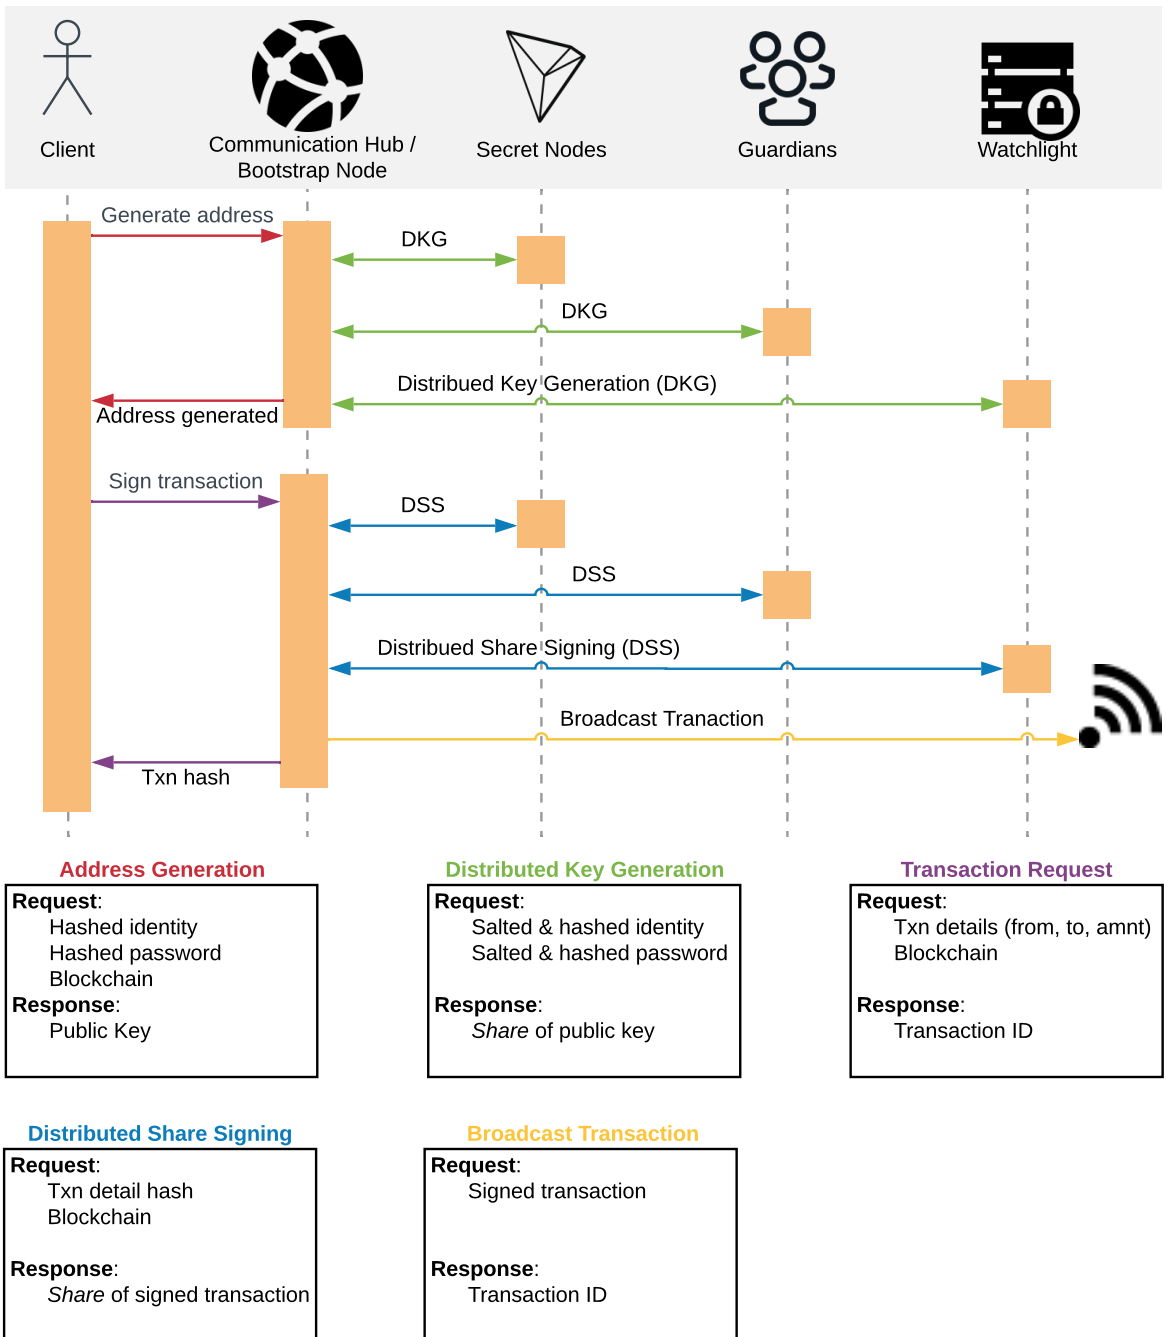 Client
Communication Hub /
Bootstrap Node
Secret Nodes
Guardians
Watchlight
Generate address
DKG
DKG
Distribued Key Generation (DKG)
Address generated
Sign transaction
DSS
DSS
Distribued Share Signing (DSS)
Broadcast Tranaction
Txn hash
Address Generation
Request:
Hashed identity
Hashed password
Blockchain
Response:
Public Key
Distributed Key Generation
Request:
Salted & hashed identity
Salted & hashed password
Response:
Share of public key
Transaction Request
Request:
Txn details (from, to, amnt)
Blockchain
Response:
Transaction ID
Distributed Share Signing
Request:
Txn detail hash
Blockchain
Response:
Share of signed transaction
Broadcast Transaction
Request:
Signed transaction
Response:
Transaction ID